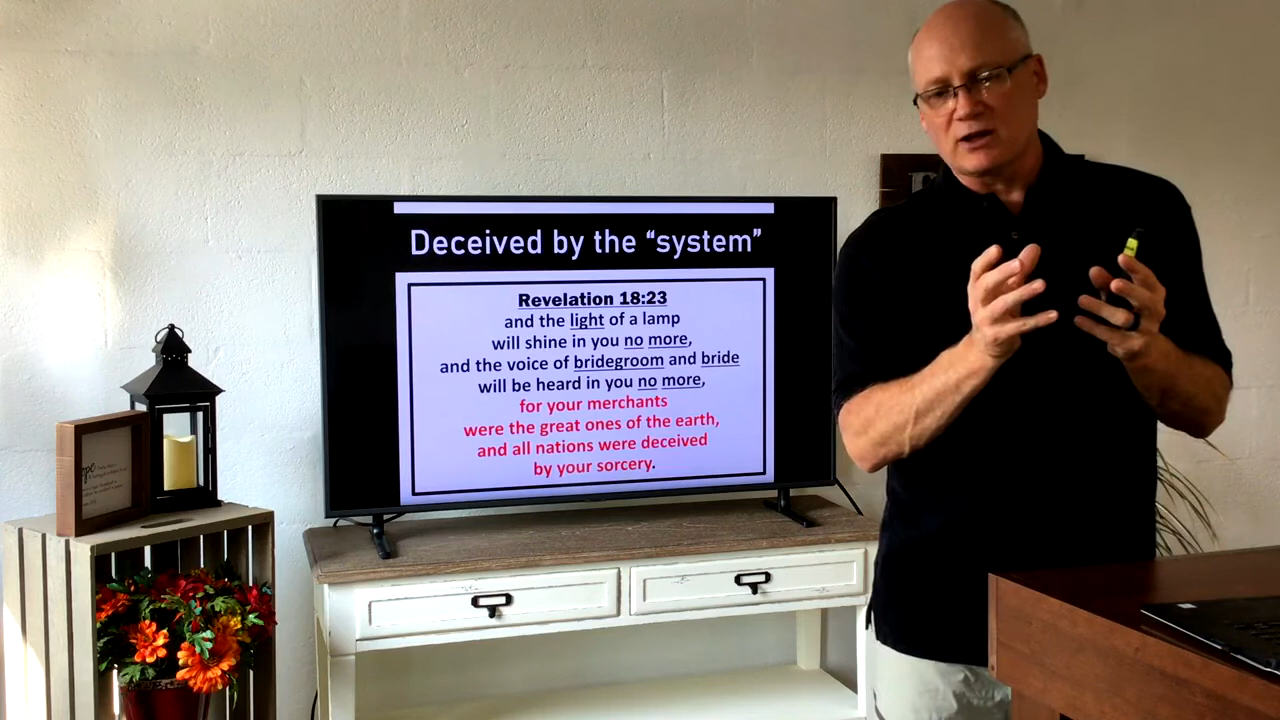 Deceived by the “system”
Revelation 18:23
and the light of a lamp
will shine in you no more,
and the voice of bridegroom and bride
will be heard in you no more,
for your merchants
were the great ones of the earth,
and all nations were deceived
by your sorcery.